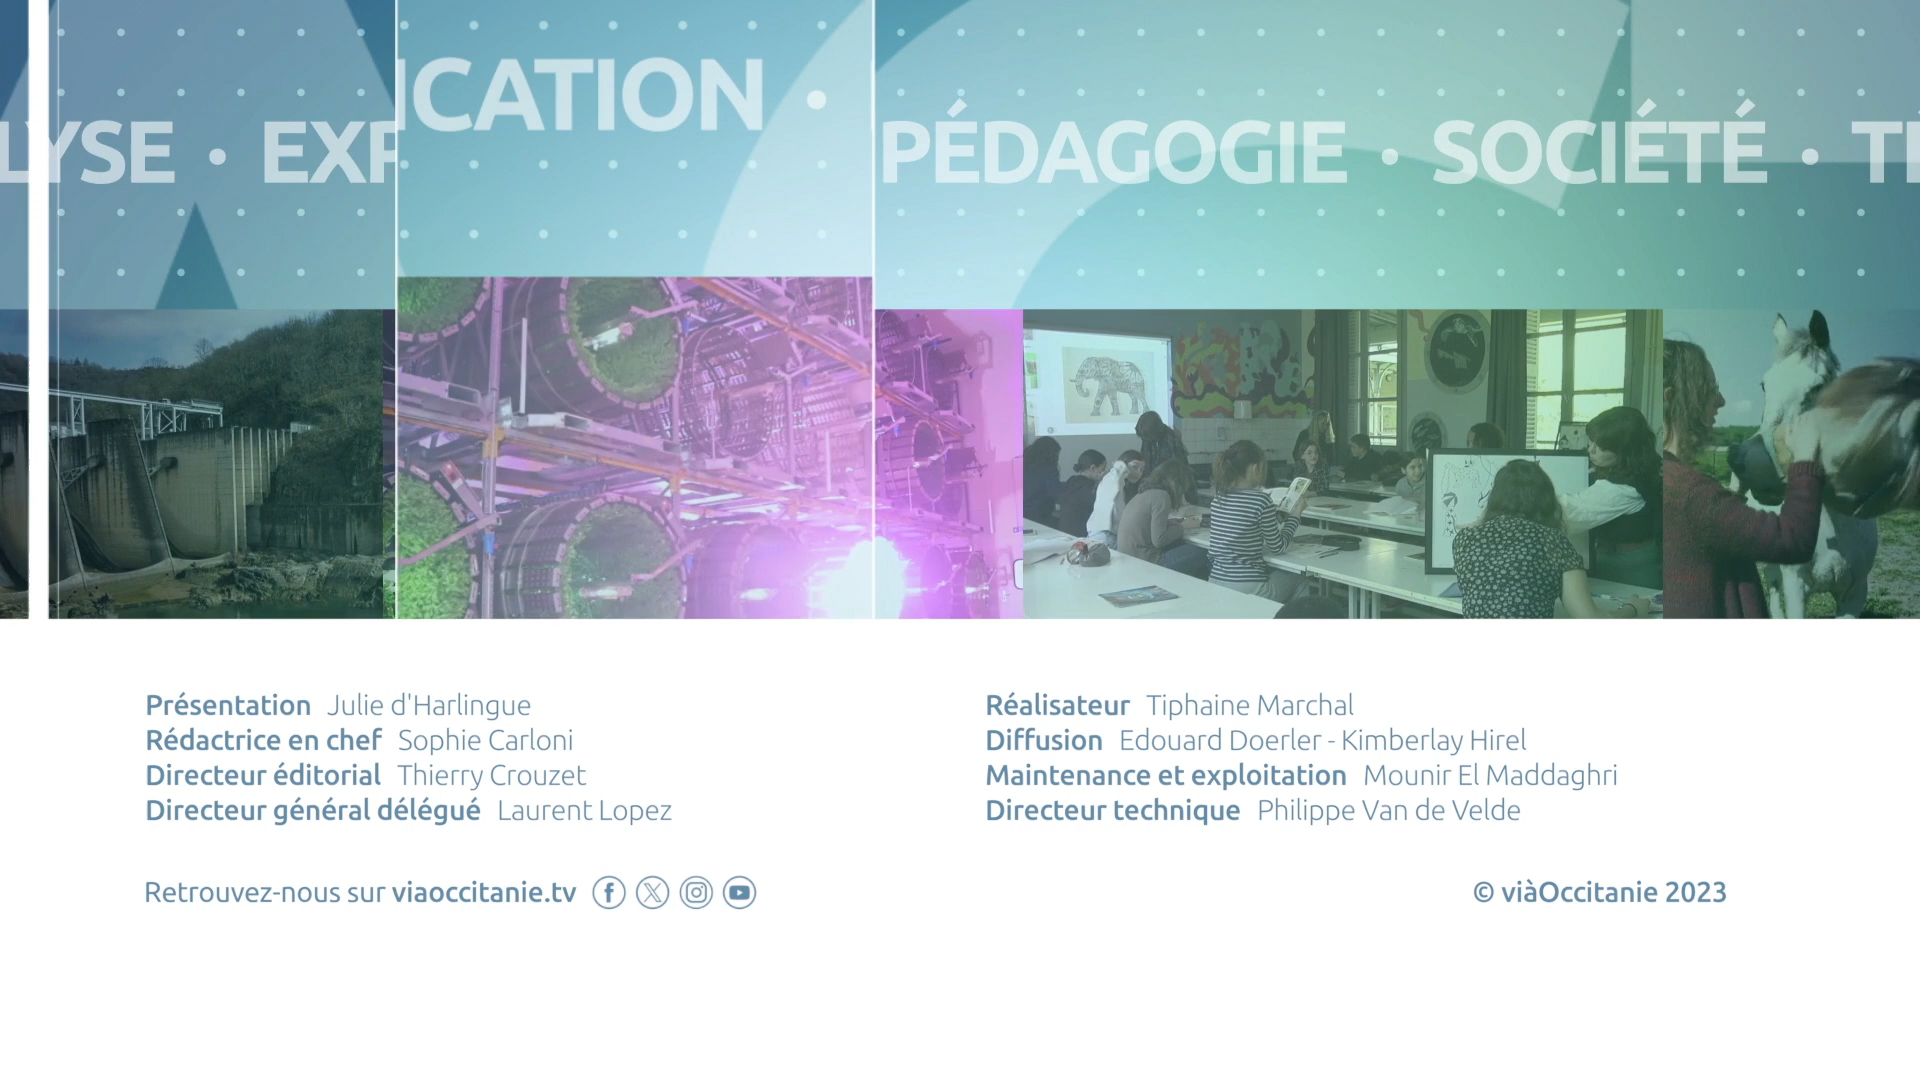 LYSE • EXP
ICATION •
PÉDAGOGIE • SOCIÉTÉ • T
Présentation Julie d'Harlingue
Rédactrice en chef Sophie Carloni
Directeur éditorial Thierry Crouzet
Directeur général délégué Laurent Lopez
Réalisateur Tiphaine Marchal
Diffusion Edouard Doerler - Kimberlay Hirel
Maintenance et exploitation Mounir El Maddaghri
Directeur technique Philippe Van de Velde
Retrouvez-nous sur viaoccitanie.tv
© viàOccitanie 2023